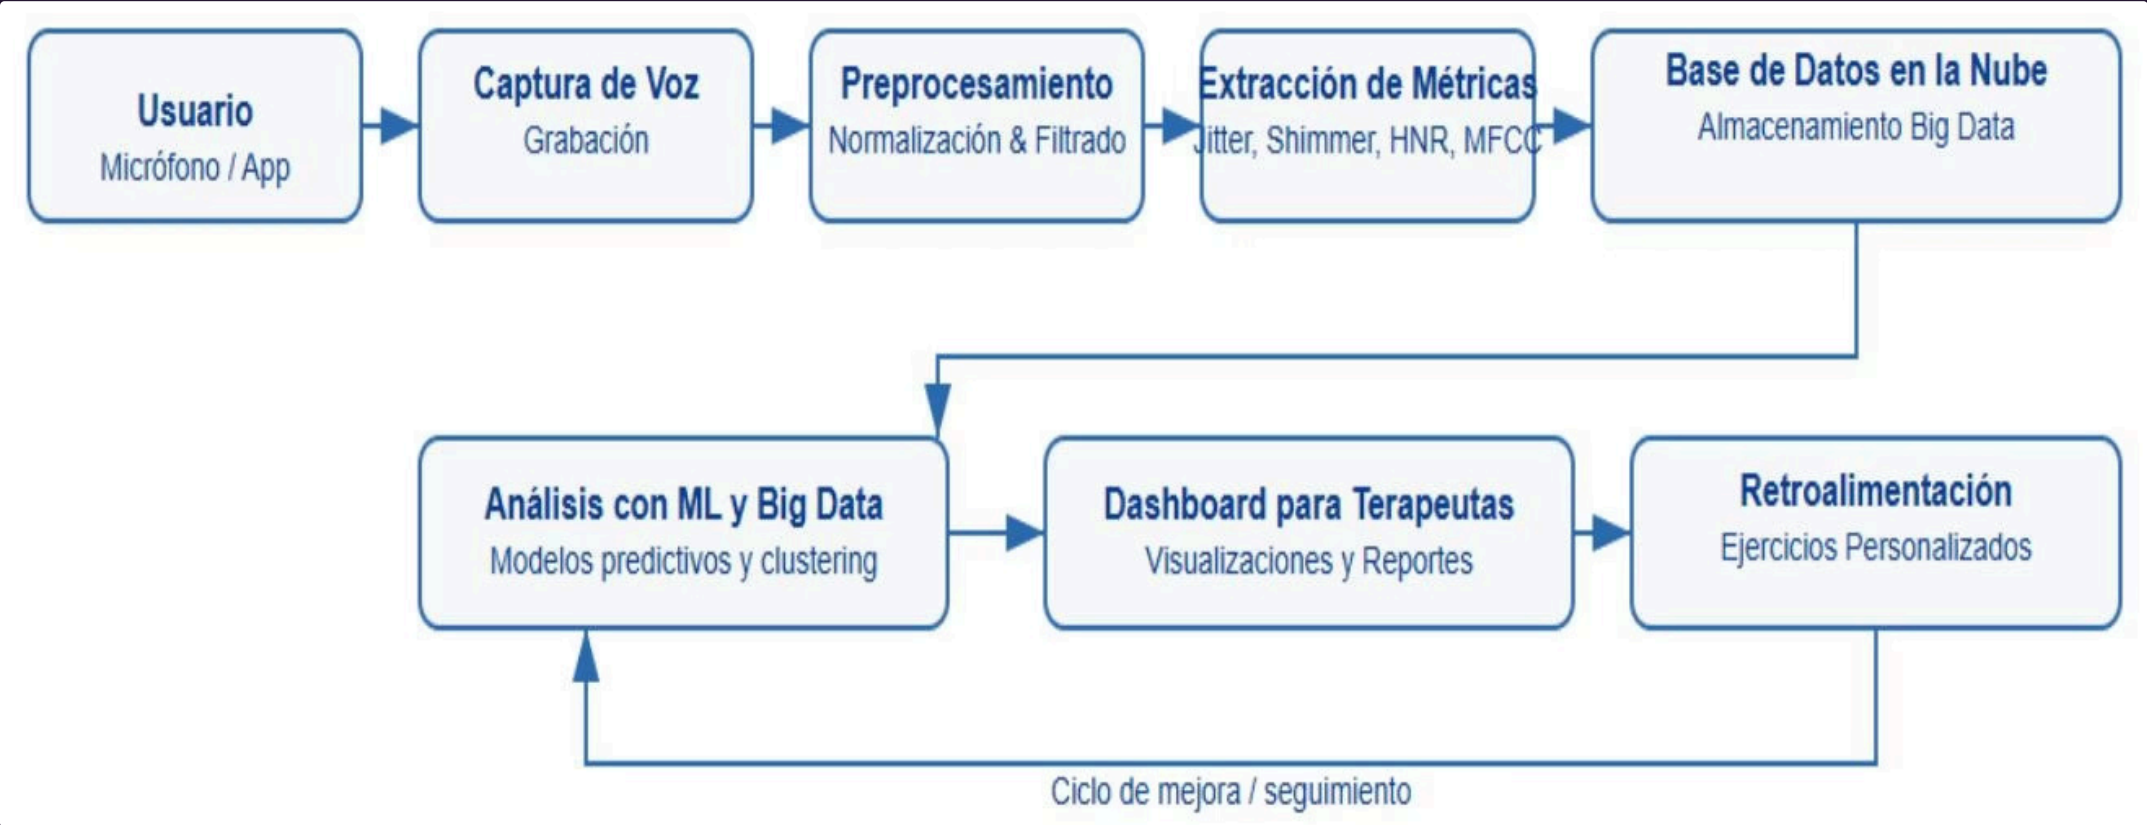 Usuario
Micrófono / App
Captura de Voz
Grabación
Preprocesamiento
Normalización & Filtrado
Extracción de Métricas
Jitter, Shimmer, HNR, MFCC
Base de Datos en la Nube
Almacenamiento Big Data
Análisis con ML y Big Data
Modelos predictivos y clustering
Dashboard para Terapeutas
Visualizaciones y Reportes
Retroalimentación
Ejercicios Personalizados
Ciclo de mejora / seguimiento